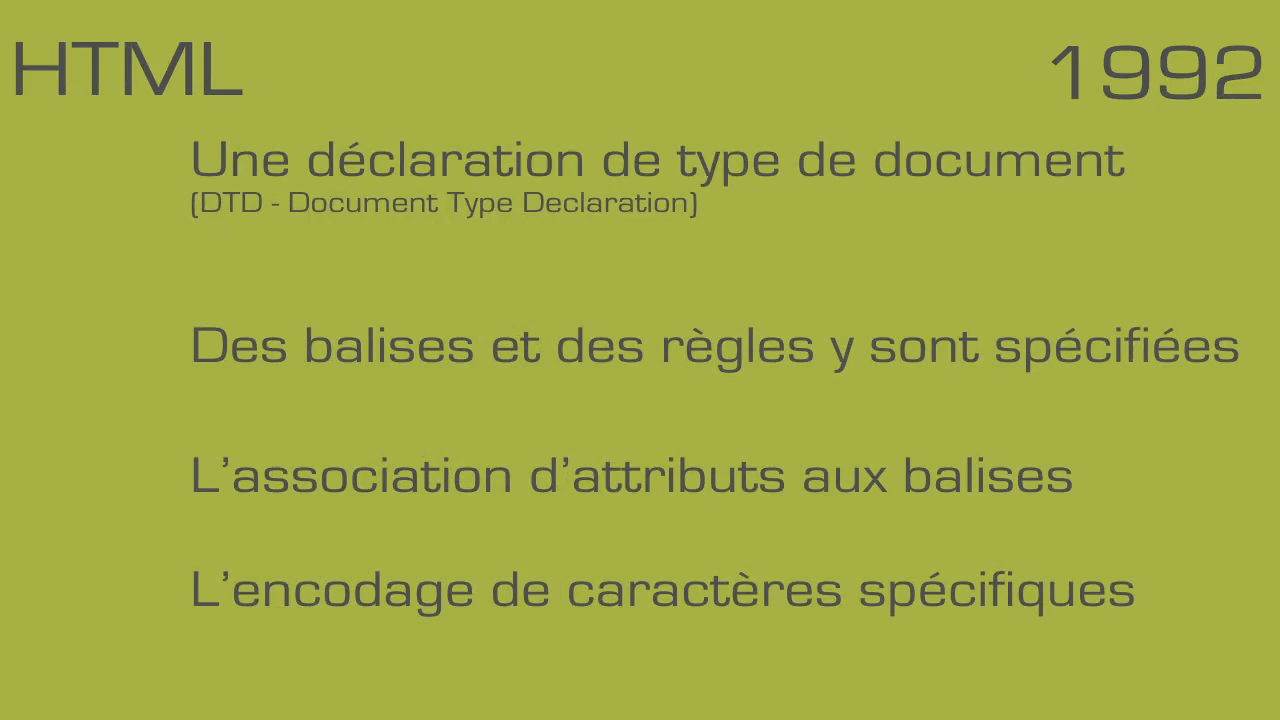 HTML 1992
Une déclaration de type de document
(DTD - Document Type Declaration)
Des balises et des règles y sont spécifiées
L’association d’attributs aux balises
L’encodage de caractères spécifiques